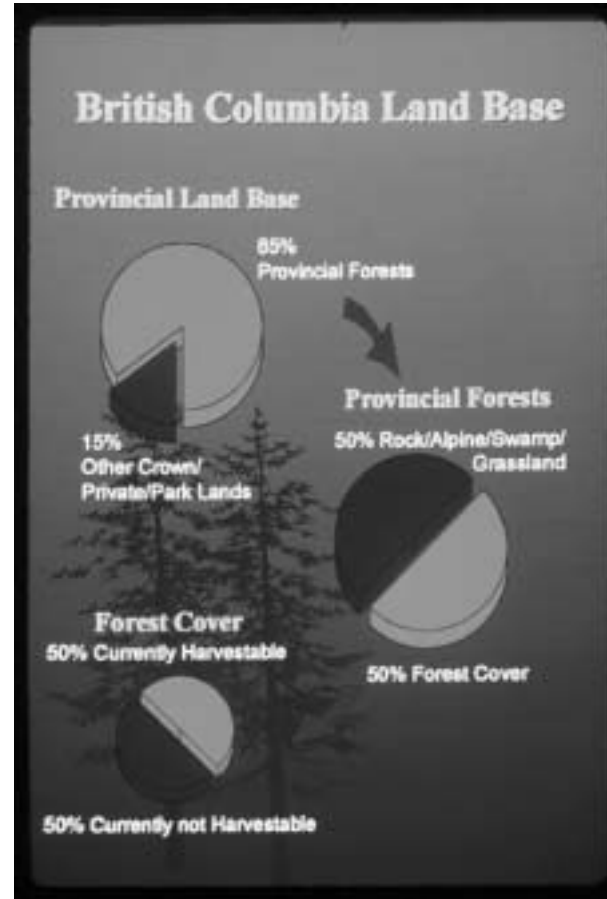 British Columbia Land Base
Provincial Land Base
85%
Provincial Forests
15%
Other Crown/
Private/Park Lands
Provincial Forests
50% Rock/Alpine/Swamp/
Grassland
50% Forest Cover
Forest Cover
50% Currently Harvestable
50% Currently not Harvestable